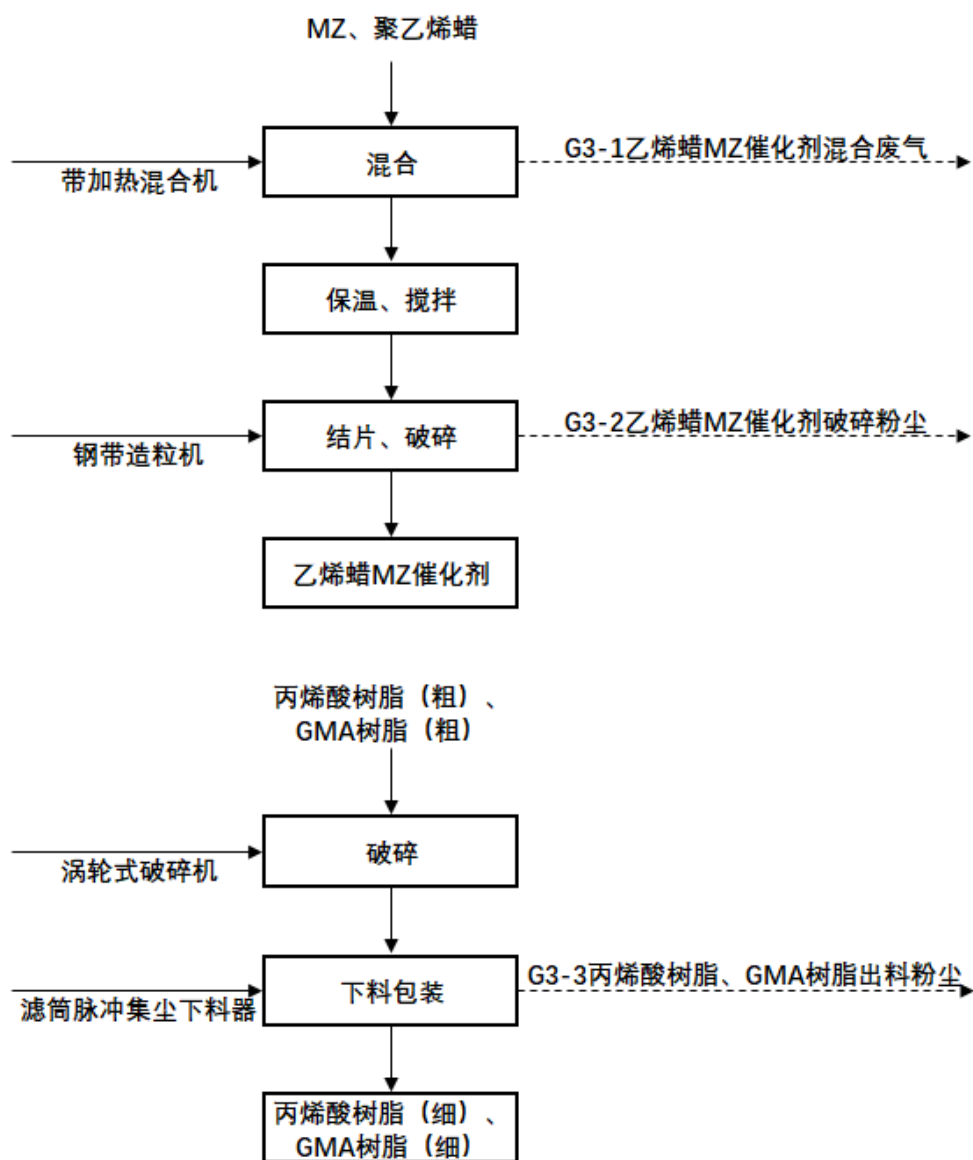 MZ、聚乙烯蜡
混合
G3-1乙烯蜡MZ催化剂混合废气
带加热混合机
保温、搅拌
结片、破碎
G3-2乙烯蜡MZ催化剂破碎粉尘
钢带造粒机
乙烯蜡MZ催化剂
丙烯酸树脂（粗）、
GMA树脂（粗）
破碎
涡轮式破碎机
下料包装
G3-3丙烯酸树脂、GMA树脂出料粉尘
滤筒脉冲集尘下料器
丙烯酸树脂（细）、
GMA树脂（细）